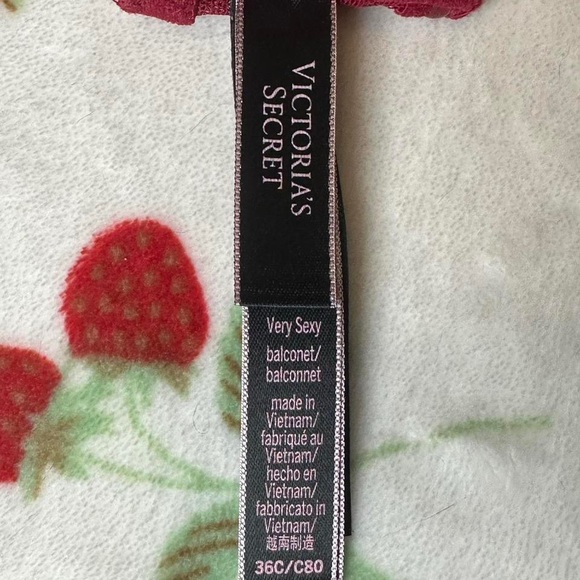 VICTORIA'S
SECRET
Very Sexy
balconet/
balconnet
made in
Vietnam/
fabriqué au
Vietnam/
hecho en
Vietnam/
fabbricato in
Vietnam/
越南制造
36C/C80